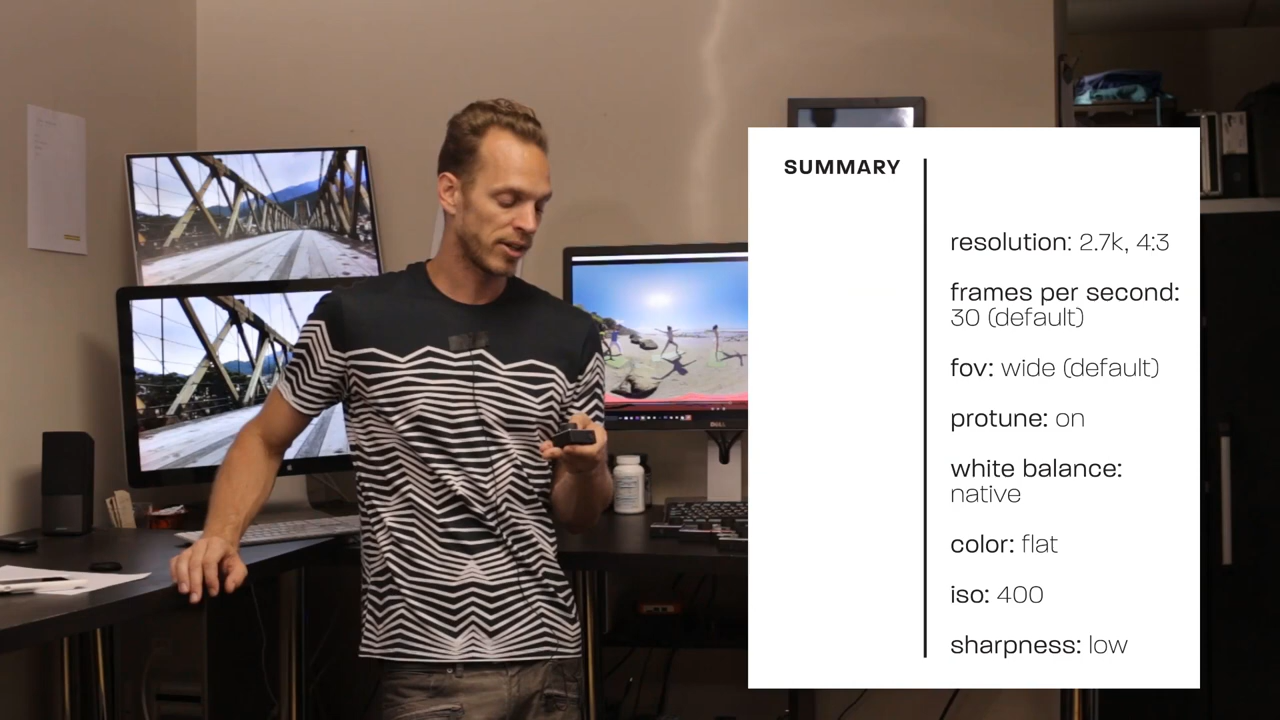 SUMMARY
resolution: 2.7k, 4:3
frames per second:
30 (default)
fov: wide (default)
protune: on
white balance:
native
color: flat
iso: 400
sharpness: low
DELL